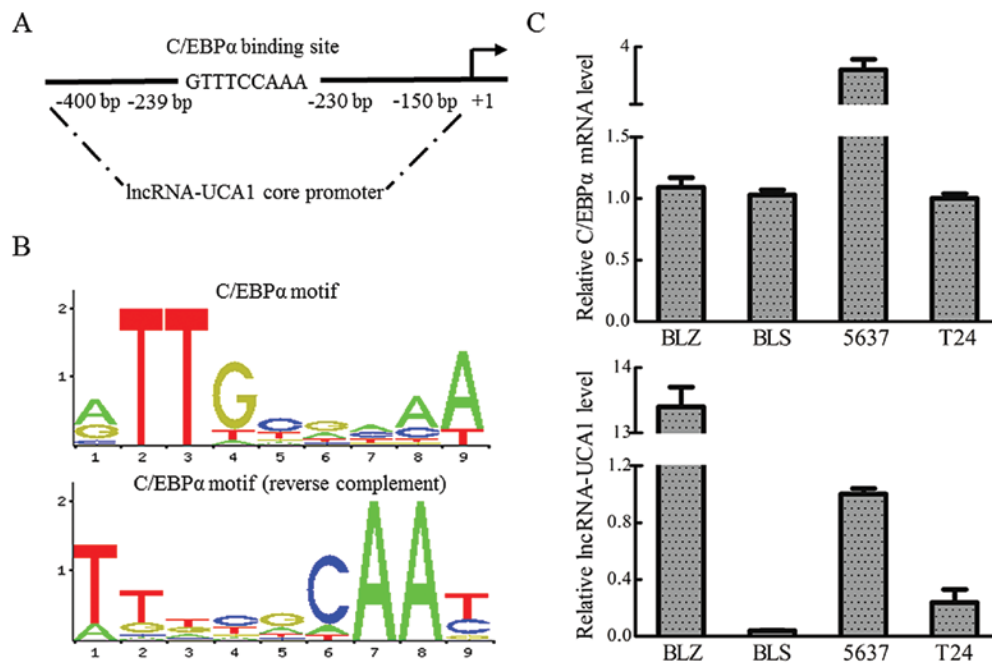 A
C/EBPα binding site
GTTTCCAAA
-400 bp -239 bp -230 bp -150 bp +1
lncRNA-UCA1 core promoter
B
C/EBPα motif
2
1
A T T G C G A A A
G T T A C G T
1 2 3 4 5 6 7 8 9
C/EBPα motif (reverse complement)
2
1
T T T C G C A A T
A G G T A A C
1 2 3 4 5 6 7 8 9
C
Relative C/EBPα mRNA level
4
1.5
1.0
0.5
0.0
BLZ BLS 5637 T24
Relative lncRNA-UCA1 level
14
13
1.2
0.8
0.4
0.0
BLZ BLS 5637 T24